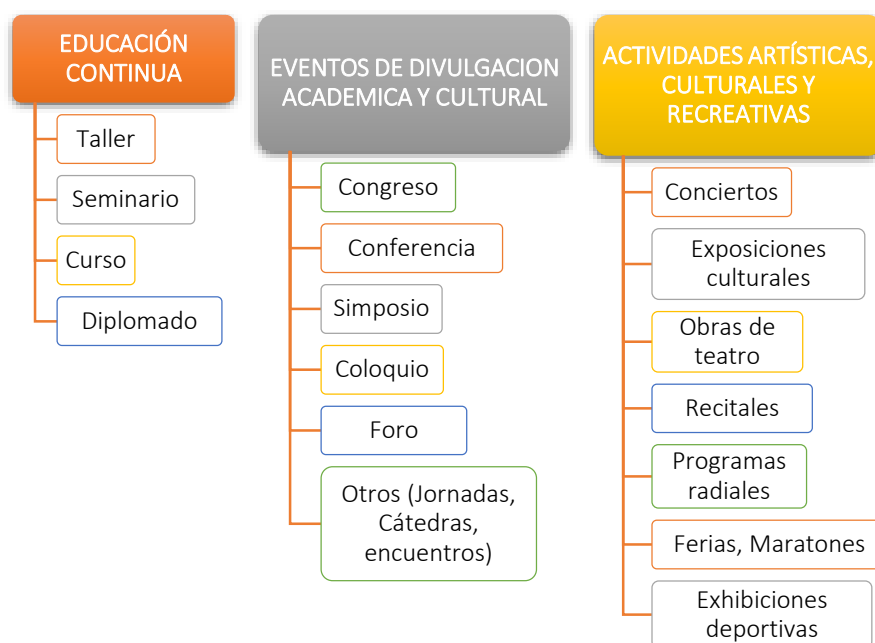 EDUCACIÓN
CONTINUA
Taller
Seminario
Curso
Diplomado
EVENTOS DE DIVULGACION
ACADEMICA Y CULTURAL
Congreso
Conferencia
Simposio
Coloquio
Foro
Otros (Jornadas,
Cátedras,
encuentros)
ACTIVIDADES ARTÍSTICAS,
CULTURALES Y
RECREATIVAS
Conciertos
Exposiciones
culturales
Obras de
teatro
Recitales
Programas
radiales
Ferias, Maratones
Exhibiciones
deportivas